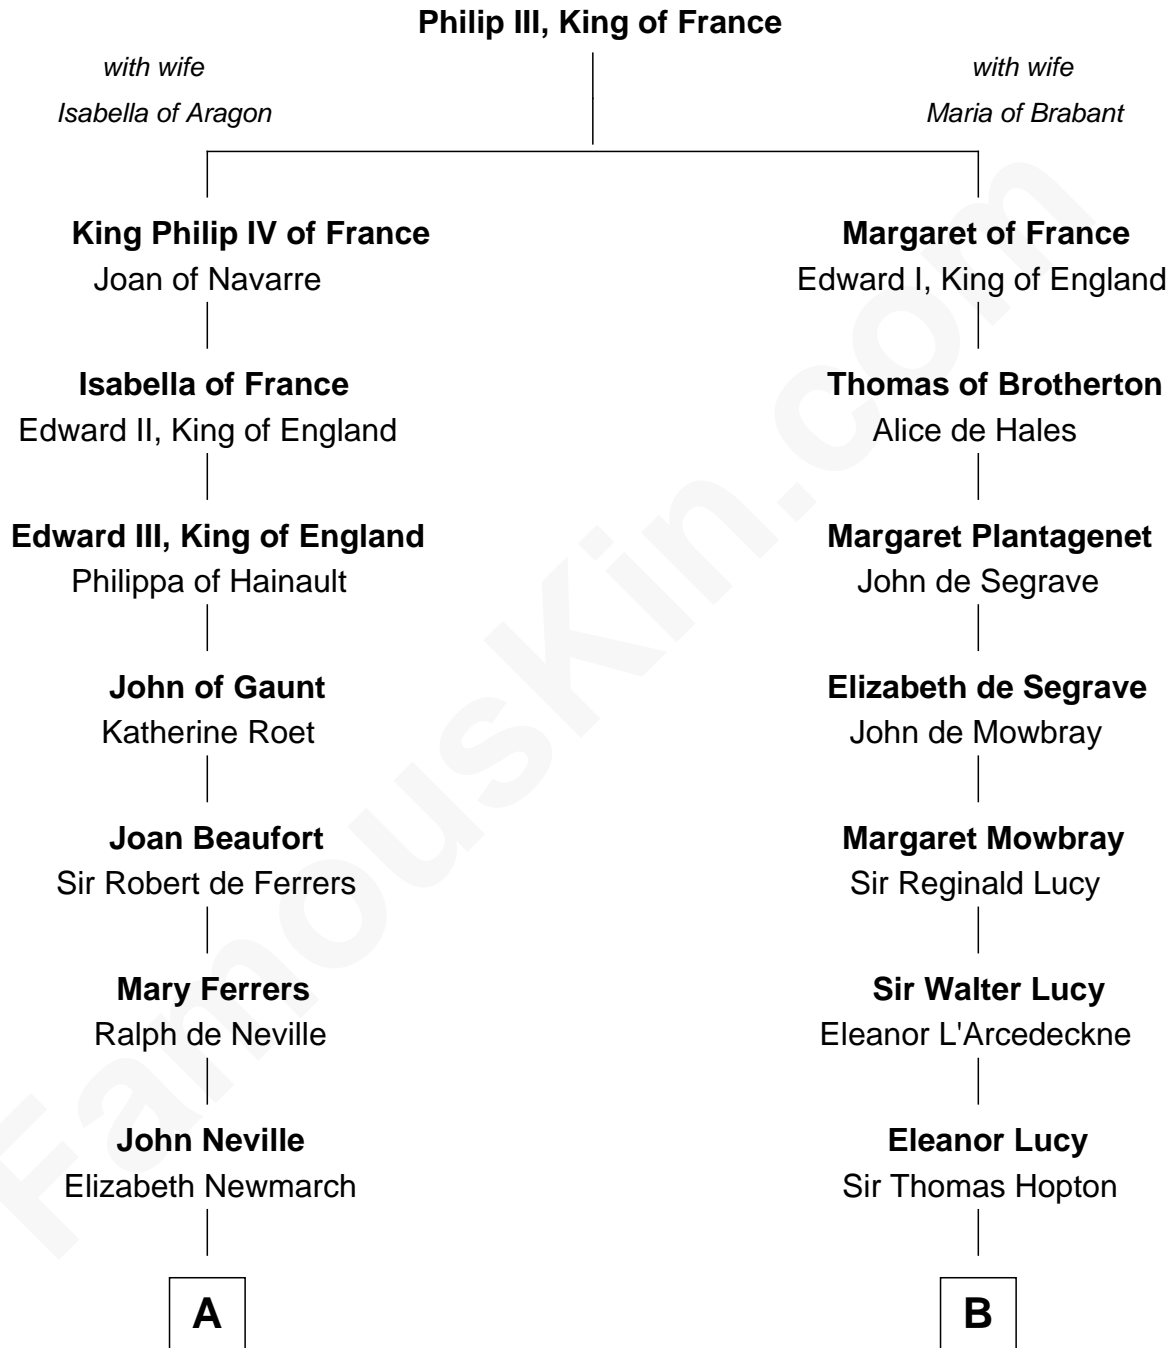 Philip III, King of France
with wife
Isabella of Aragon
with wife
Maria of Brabant
King Philip IV of France
Joan of Navarre
Margaret of France
Edward I, King of England
Isabella of France
Edward II, King of England
Thomas of Brotherton
Alice de Hales
Edward III, King of England
Philippa of Hainault
Margaret Plantagenet
John de Segrave
John of Gaunt
Katherine Roet
Elizabeth de Segrave
John de Mowbray
Joan Beaufort
Sir Robert de Ferrers
Margaret Mowbray
Sir Reginald Lucy
Mary Ferrers
Ralph de Neville
Sir Walter Lucy
Eleanor L'Arcedeckne
John Neville
Elizabeth Newmarch
Eleanor Lucy
Sir Thomas Hopton
A
B
FamousKin.com